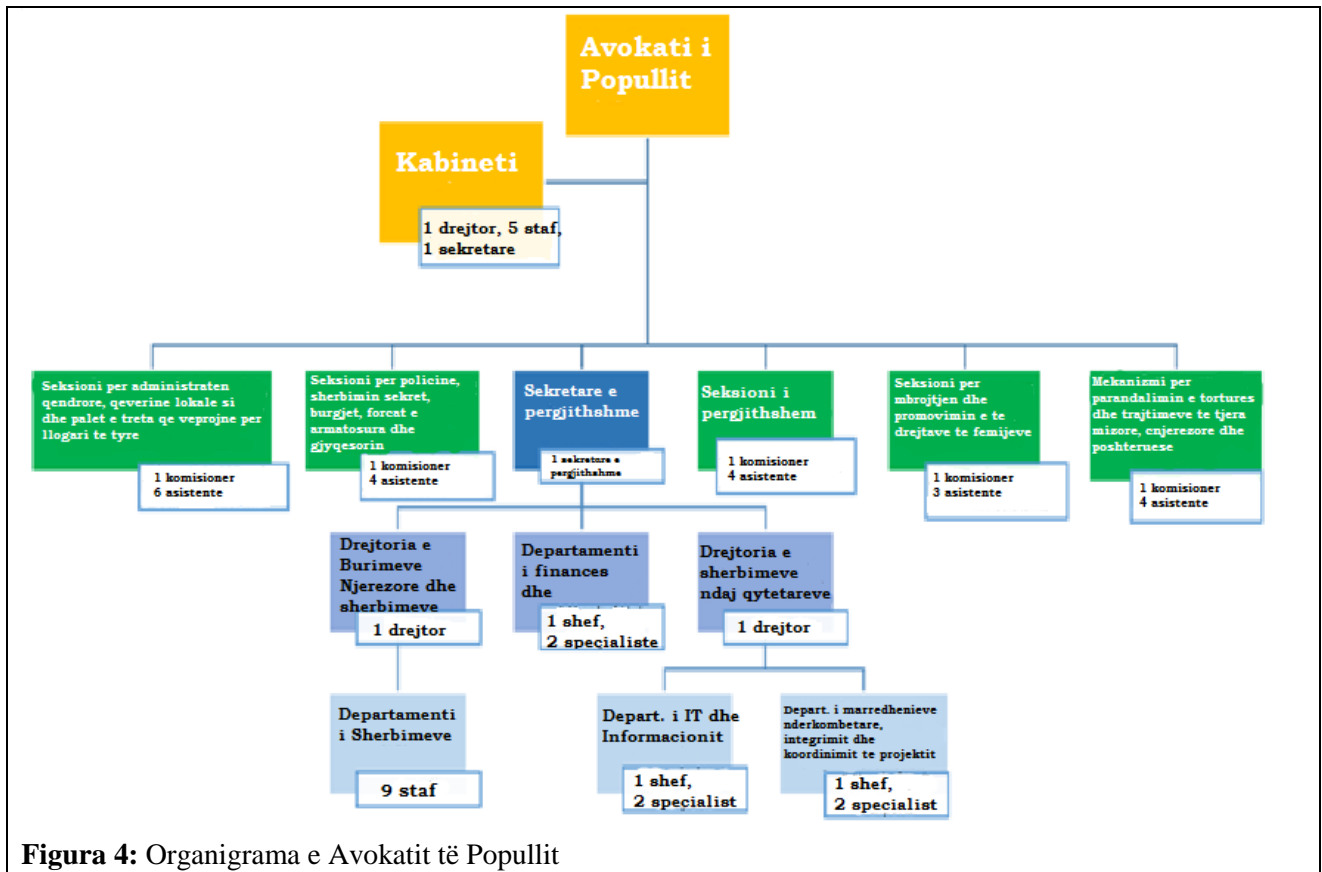 Avokati i
Popullit
Kabineti
1 drejtor, 5 staf,
1 sekretare
Seksioni per administraten
qendrore, qeverine lokale si
dhe palet e treta qe veprojne per
llogari te tyre
1 komisioner
6 asistente
Seksioni per policine,
sherbimin sekret,
burgjet, forcat e
armatosura dhe
gjyqesorin
1 komisioner
4 asistente
Sekretare e
pergjithshme
1 sekretare e
pergjithshme
Seksioni i
pergjithshem
1 komisioner
4 asistente
Seksioni per
mbrojtjen dhe
promovimin e te
drejtave te femijeve
1 komisioner
3 asistente
Mekanizmi per
parandalimin e tortures
dhe trajtimeve te tjera
mizore, cnjerezore dhe
poshteruese
1 komisioner
4 asistente
Drejtoria e
Burimeve
Njerezore dhe
sherbimeve
1 drejtor
Departamenti
i finances
dhe
1 shef,
2 specialiste
Drejtoria e
sherbimeve
ndaj qytetareve
1 drejtor
Departamenti
i Sherbimeve
9 staf
Depart. i IT dhe
Informacionit
1 shef,
2 specialist
Depart. i marredhenieve
nderkombetare,
integrimit dhe
koordinimit te projektit
1 shef,
2 specialist
Figura 4: Organigrama e Avokatit të Popullit